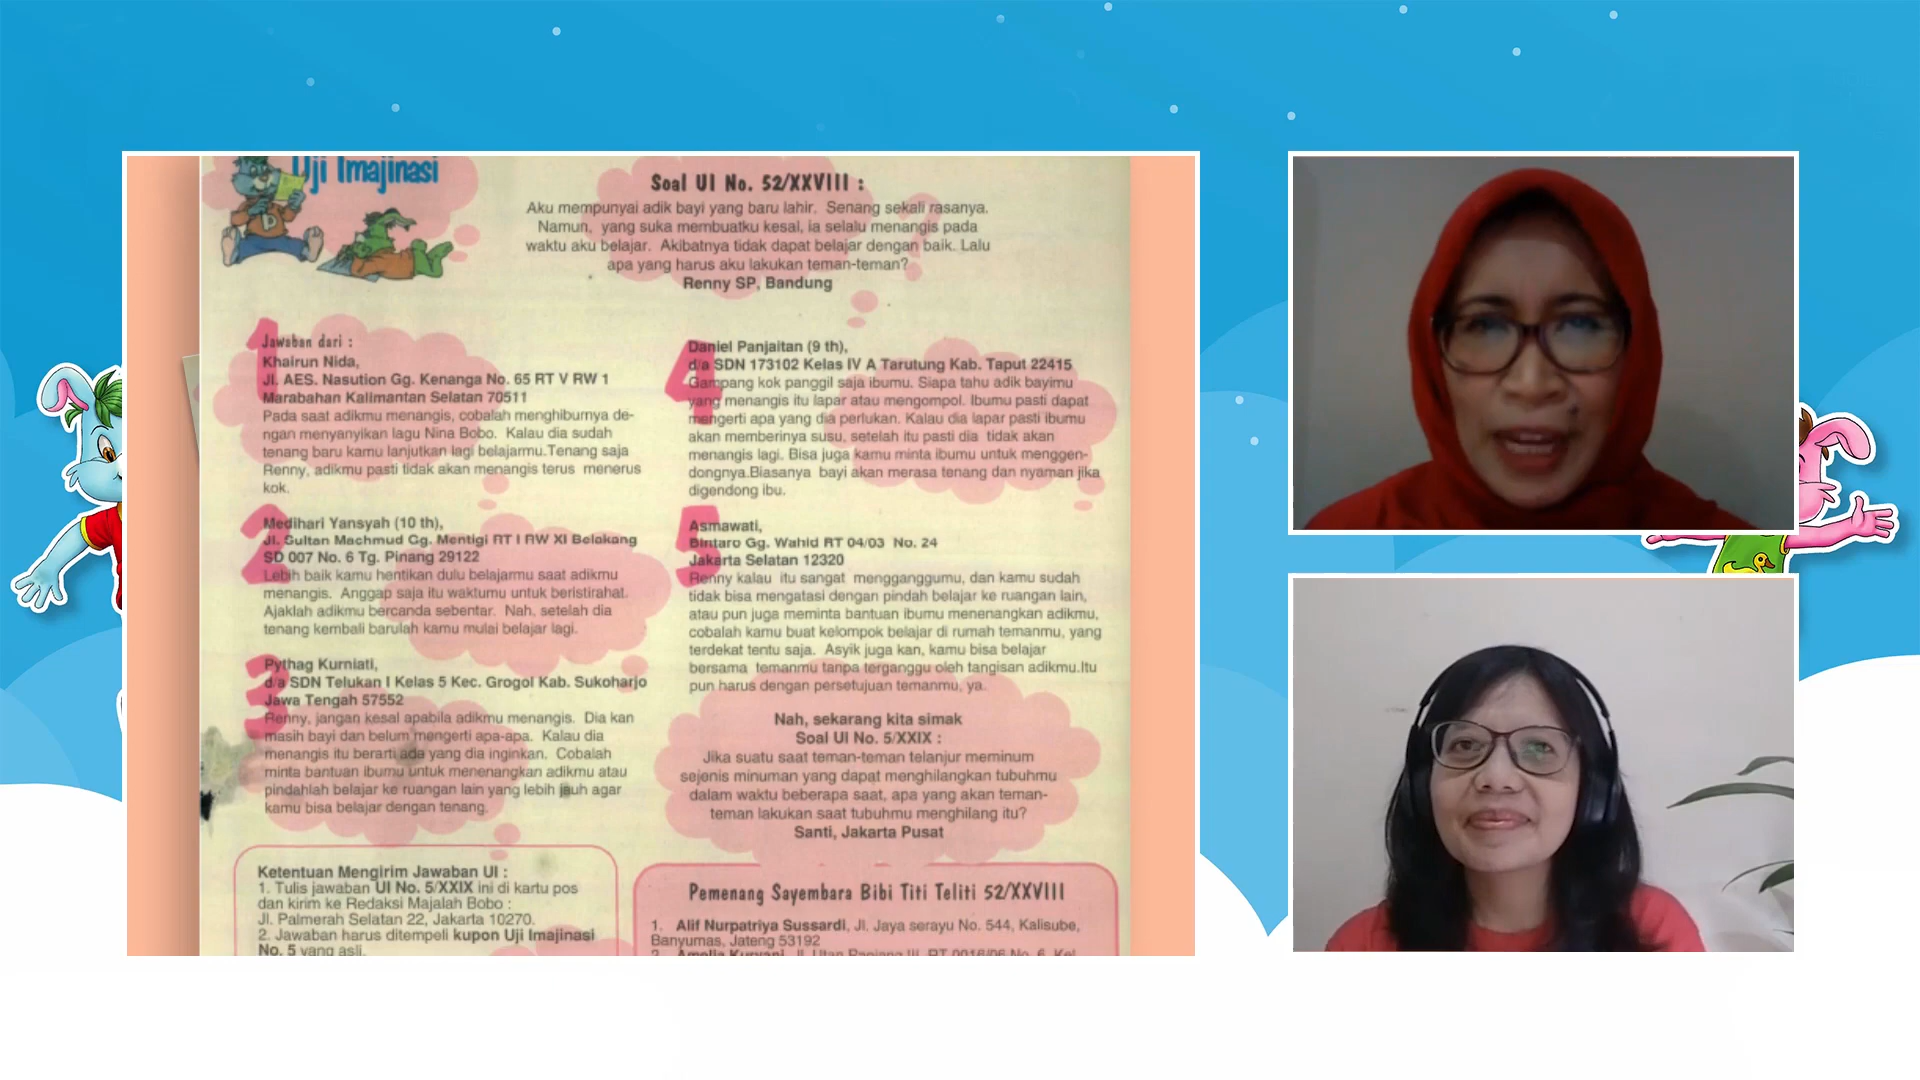 Uji Imajinasi
Soal UI No. 52/XXVIII :
Aku mempunyai adik bayi yang baru lahir. Senang sekali rasanya.
Namun, yang suka membuatku kesal, ia selalu menangis pada
waktu aku belajar. Akibatnya tidak dapat belajar dengan baik. Lalu
apa yang harus aku lakukan teman-teman?
Renny SP, Bandung
1
Jawaban dari :
Khairun Nida,
Jl. AES. Nasution Gg. Kenanga No. 65 RT V RW 1
Marabahan Kalimantan Selatan 70511
Pada saat adikmu menangis, cobalah menghiburnya de-
ngan menyanyikan lagu Nina Bobo. Kalau dia sudah
tenang baru kamu lanjutkan lagi belajarmu.Tenang saja
Renny, adikmu pasti tidak akan menangis terus menerus
kok.
2
Medihari Yansyah (10 th),
Jl. Sultan Machmud Gg. Mentigi RT I RW XI Belakang
SD 007 No. 6 Tg. Pinang 29122
Lebih baik kamu hentikan dulu belajarmu saat adikmu
menangis. Anggap saja itu waktumu untuk beristirahat.
Ajaklah adikmu bercanda sebentar. Nah, setelah dia
tenang kembali barulah kamu mulai belajar lagi.
3
Pythag Kurniati,
d/a SDN Telukan I Kelas 5 Kec. Grogol Kab. Sukoharjo
Jawa Tengah 57552
Renny, jangan kesal apabila adikmu menangis. Dia kan
masih bayi dan belum mengerti apa-apa. Kalau dia
menangis itu berarti ada yang dia inginkan. Cobalah
minta bantuan ibumu untuk menenangkan adikmu atau
pindahlah belajar ke ruangan lain yang lebih jauh agar
kamu bisa belajar dengan tenang.
4
Daniel Panjaitan (9 th),
d/a SDN 173102 Kelas IV A Tarutung Kab. Taput 22415
Gampang kok panggil saja ibumu. Siapa tahu adik bayimu
yang menangis itu lapar atau mengompol. Ibumu pasti dapat
mengerti apa yang dia perlukan. Kalau dia lapar pasti ibumu
akan memberinya susu, setelah itu pasti dia tidak akan
menangis lagi. Bisa juga kamu minta ibumu untuk menggen-
dongnya.Biasanya bayi akan merasa tenang dan nyaman jika
digendong ibu.
5
Asmawati,
Bintaro Gg. Wahid RT 04/03 No. 24
Jakarta Selatan 12320
Renny kalau itu sangat mengganggumu, dan kamu sudah
tidak bisa mengatasi dengan pindah belajar ke ruangan lain,
atau pun juga meminta bantuan ibumu menenangkan adikmu,
cobalah kamu buat kelompok belajar di rumah temanmu, yang
terdekat tentu saja. Asyik juga kan, kamu bisa belajar
bersama temanmu tanpa terganggu oleh tangisan adikmu.Itu
pun harus dengan persetujuan temanmu, ya.
Nah, sekarang kita simak
Soal UI No. 5/XXIX :
Jika suatu saat teman-teman telanjur meminum
sejenis minuman yang dapat menghilangkan tubuhmu
dalam waktu beberapa saat, apa yang akan teman-
teman lakukan saat tubuhmu menghilang itu?
Santi, Jakarta Pusat
Ketentuan Mengirim Jawaban UI :
1. Tulis jawaban UI No. 5/XXIX ini di kartu pos
dan kirim ke Redaksi Majalah Bobo :
Jl. Palmerah Selatan 22, Jakarta 10270.
2. Jawaban harus ditempeli kupon Uji Imajinasi
No. 5 yang asli.
Pemenang Sayembara Bibi Titi Teliti 52/XXVIII
1. Alif Nurpatriya Sussardi, Jl. Jaya serayu No. 544, Kalisube,
Banyumas, Jateng 53192
2. Amelia Kuryani, Jl. Utan Panjang III, RT 0016/06 No. 6, Kel.